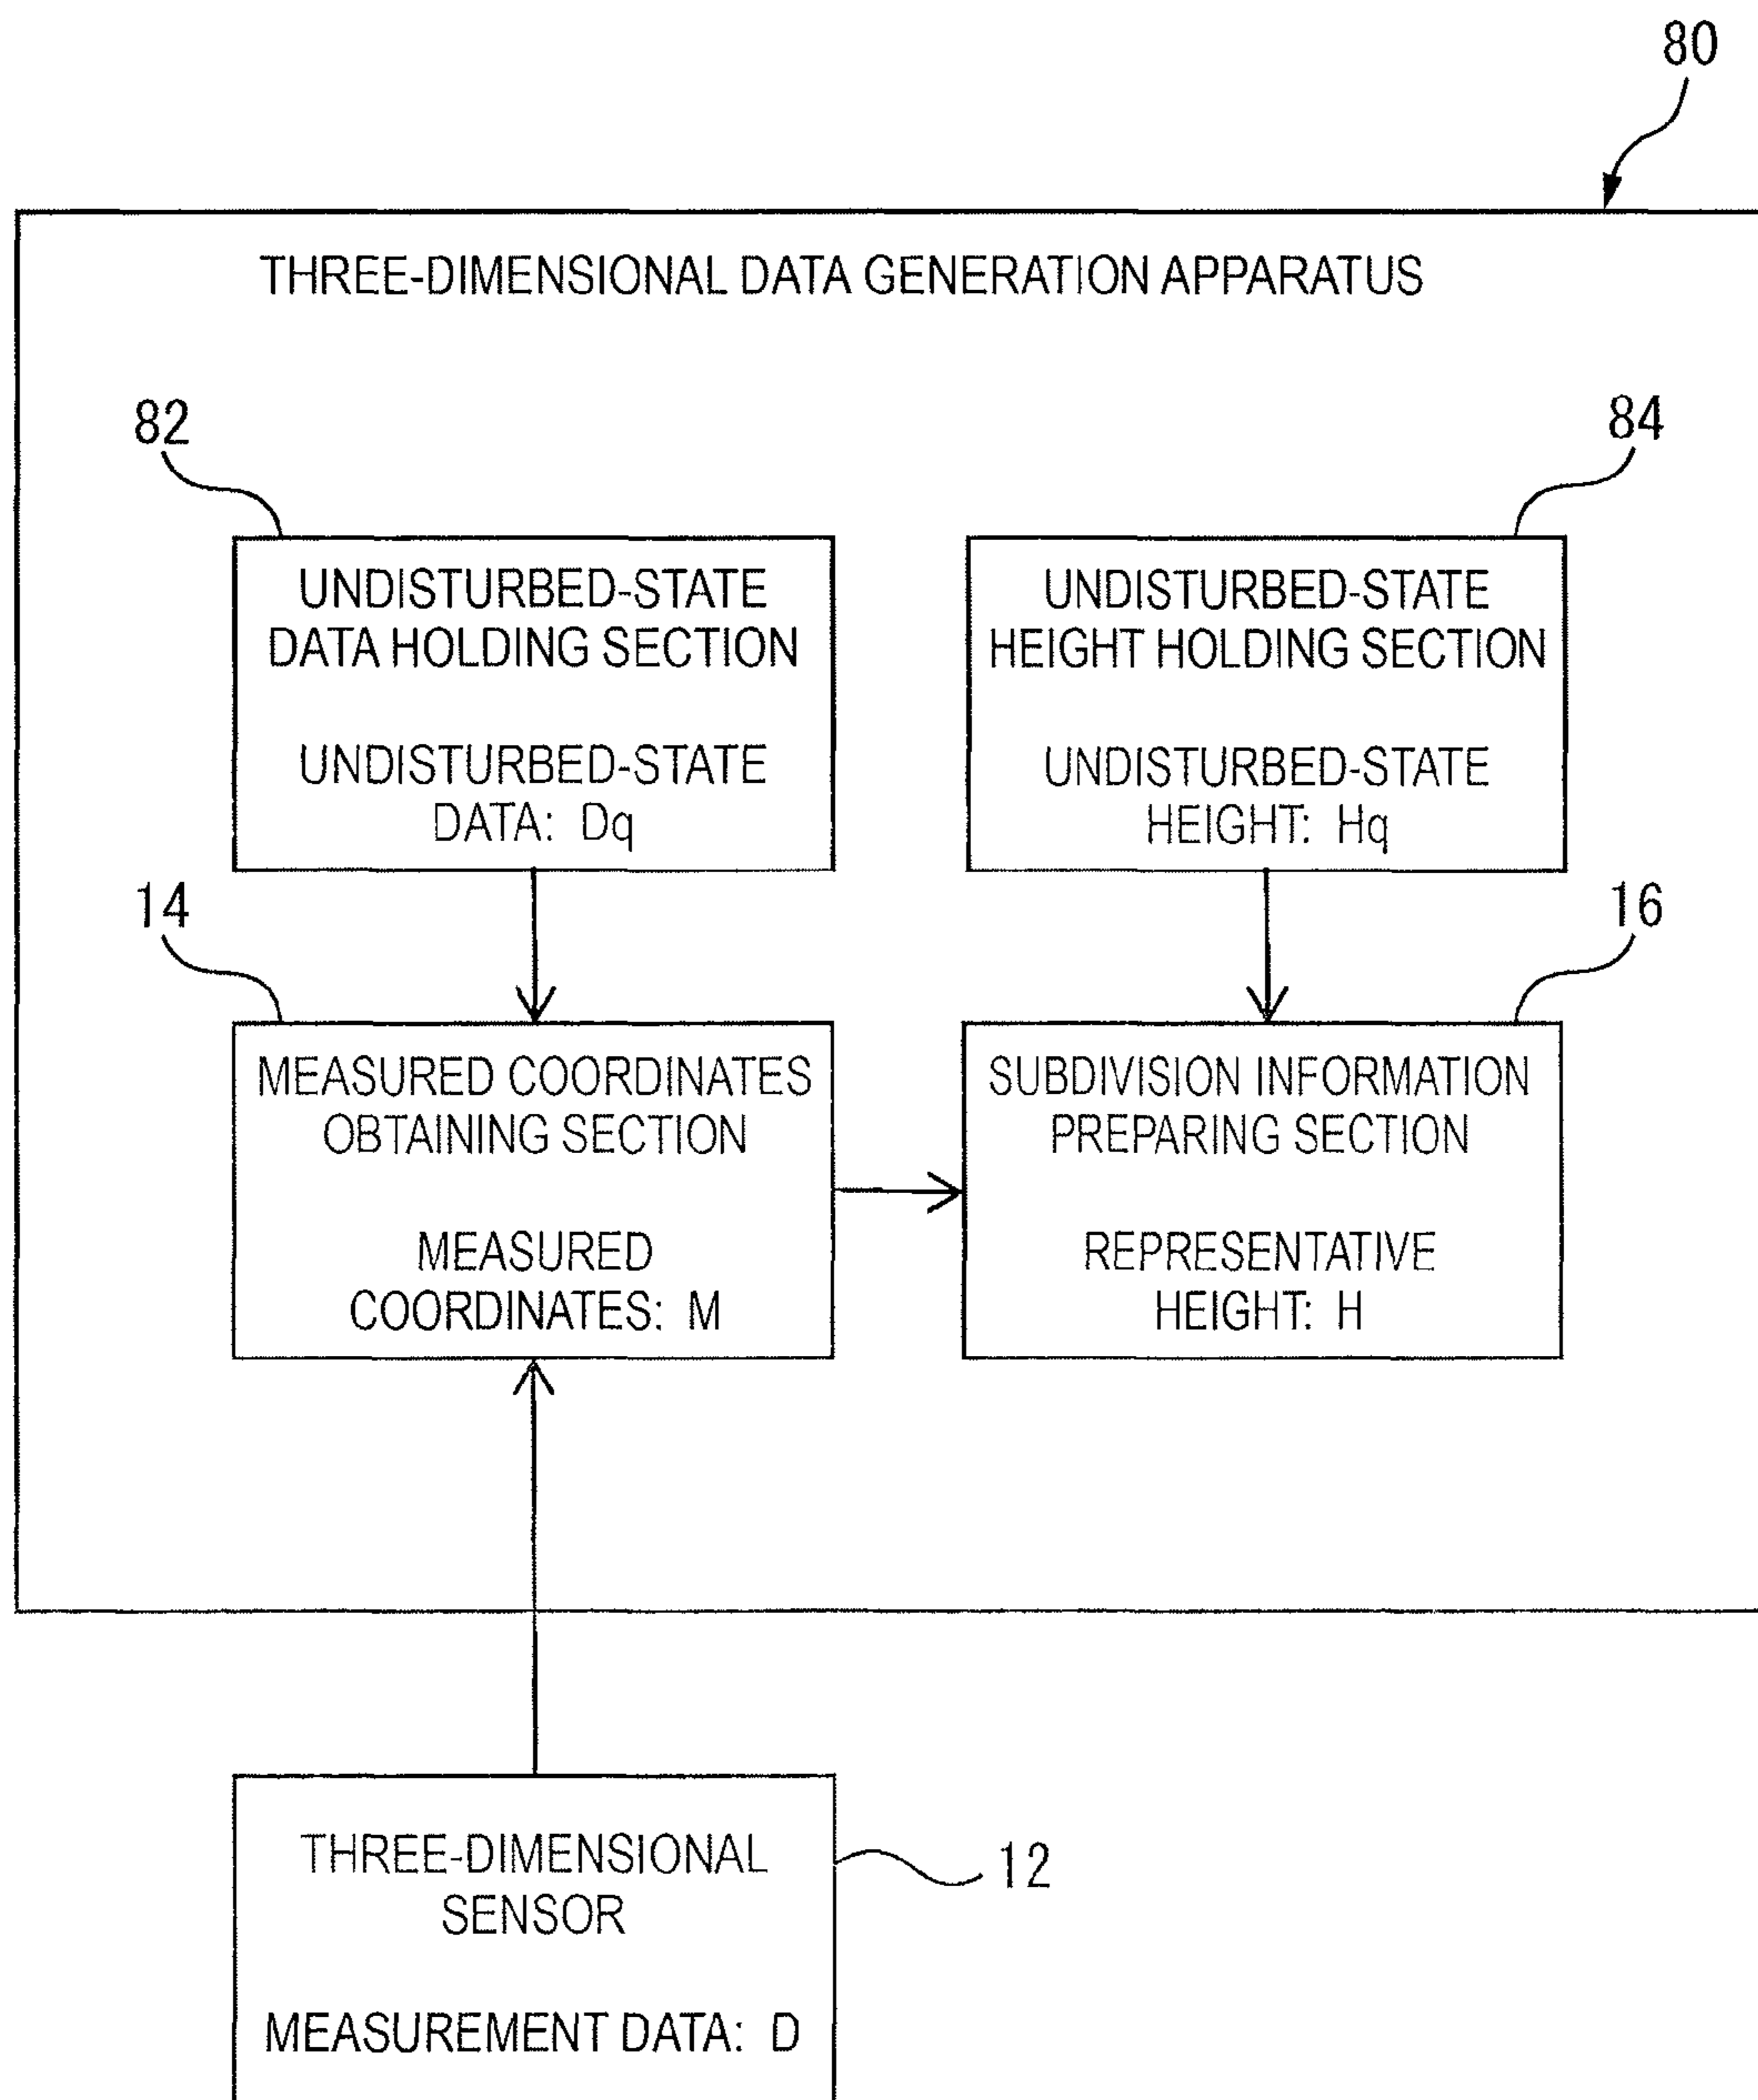 80
THREE-DIMENSIONAL DATA GENERATION APPARATUS
82
84
UNDISTURBED-STATE
DATA HOLDING SECTION
UNDISTURBED-STATE
DATA: Dq
UNDISTURBED-STATE
HEIGHT HOLDING SECTION
UNDISTURBED-STATE
HEIGHT: Hq
14
16
MEASURED COORDINATES
OBTAINING SECTION
MEASURED
COORDINATES: M
SUBDIVISION INFORMATION
PREPARING SECTION
REPRESENTATIVE
HEIGHT: H
THREE-DIMENSIONAL
SENSOR
MEASUREMENT DATA: D
12